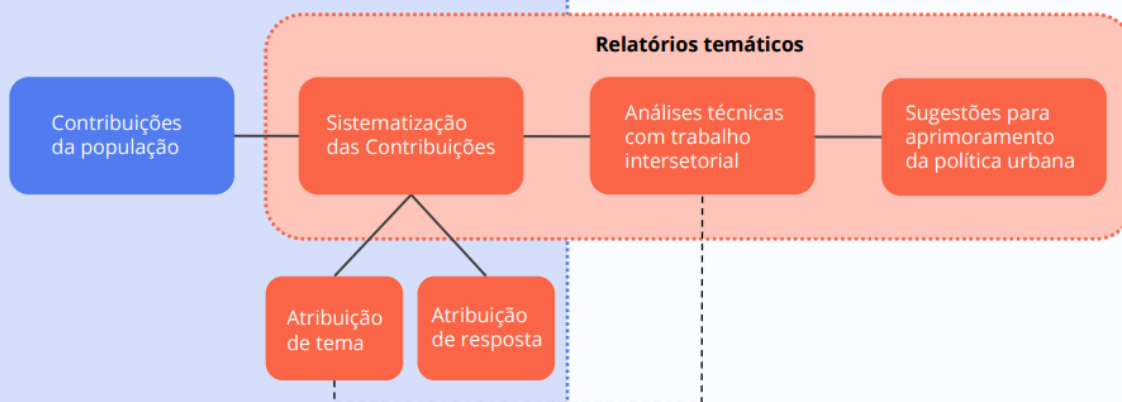 Relatórios temáticos
Contribuições
da população
Sistematização
das Contribuições
Análises técnicas
com trabalho
intersetorial
Sugestões para
aprimoramento
da política urbana
Atribuição
de tema
Atribuição
de resposta